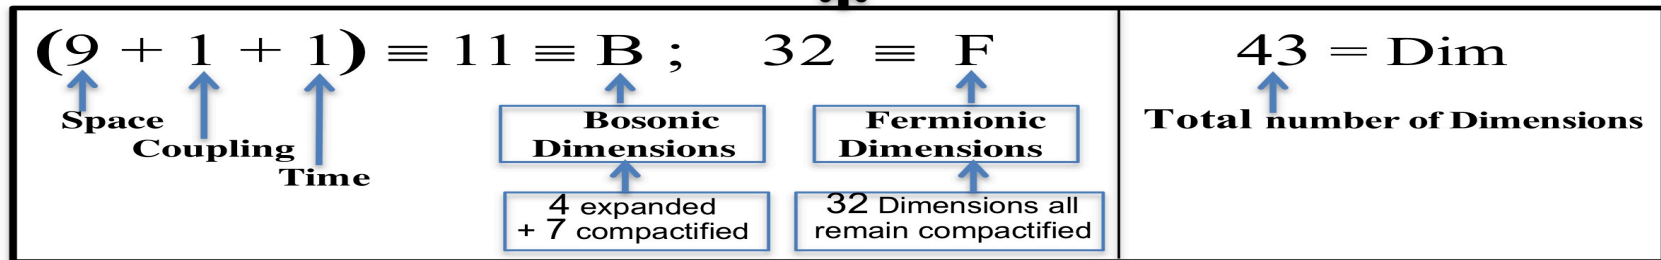 (9 + 1 + 1) ≡ 11 ≡ B ; 32 ≡ F
43 = Dim
Space
Coupling
Time
Bosonic
Dimensions
Fermionic
Dimensions
Total number of Dimensions
4 expanded
+ 7 compactified
32 Dimensions all
remain compactified